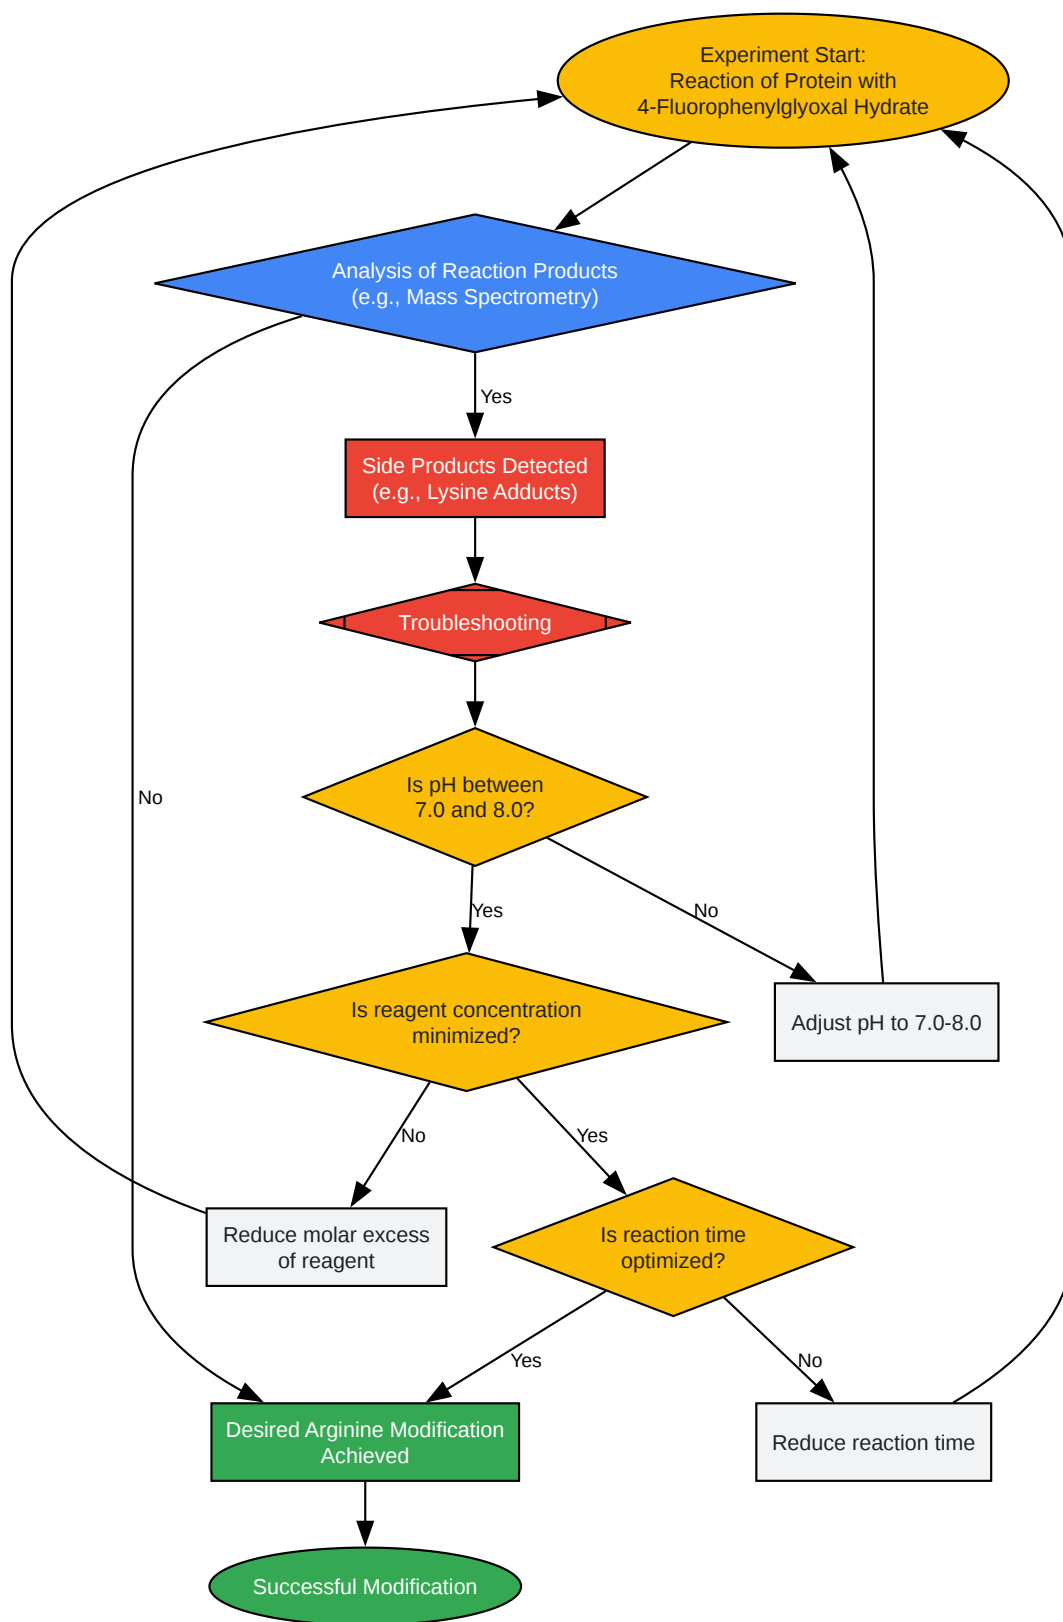 Experiment Start:
Reaction of Protein with
4-Fluorophenylglyoxal Hydrate
Analysis of Reaction Products
(e.g., Mass Spectrometry)
Yes
Side Products Detected
(e.g., Lysine Adducts)
Troubleshooting
Is pH between
7.0 and 8.0?
No
Yes
No
Is reagent concentration
minimized?
Adjust pH to 7.0-8.0
No
Yes
Reduce molar excess
of reagent
Is reaction time
optimized?
Yes
No
Desired Arginine Modification
Achieved
Reduce reaction time
Successful Modification